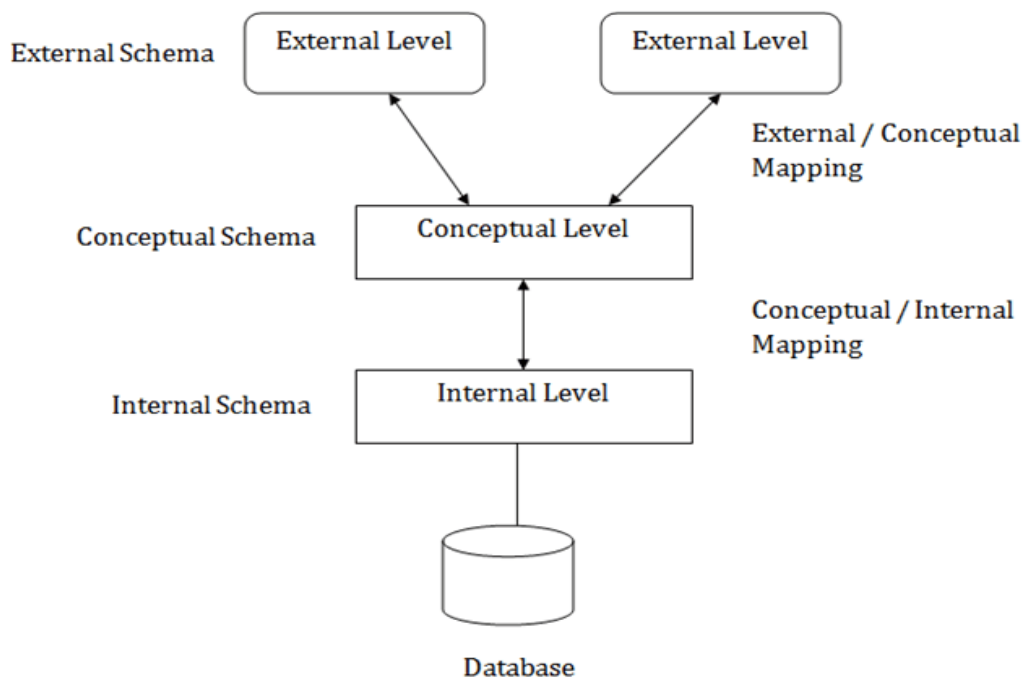 External Level
External Level
External Schema
External / Conceptual
Mapping
Conceptual Schema
Conceptual Level
Conceptual / Internal
Mapping
Internal Schema
Internal Level
Database